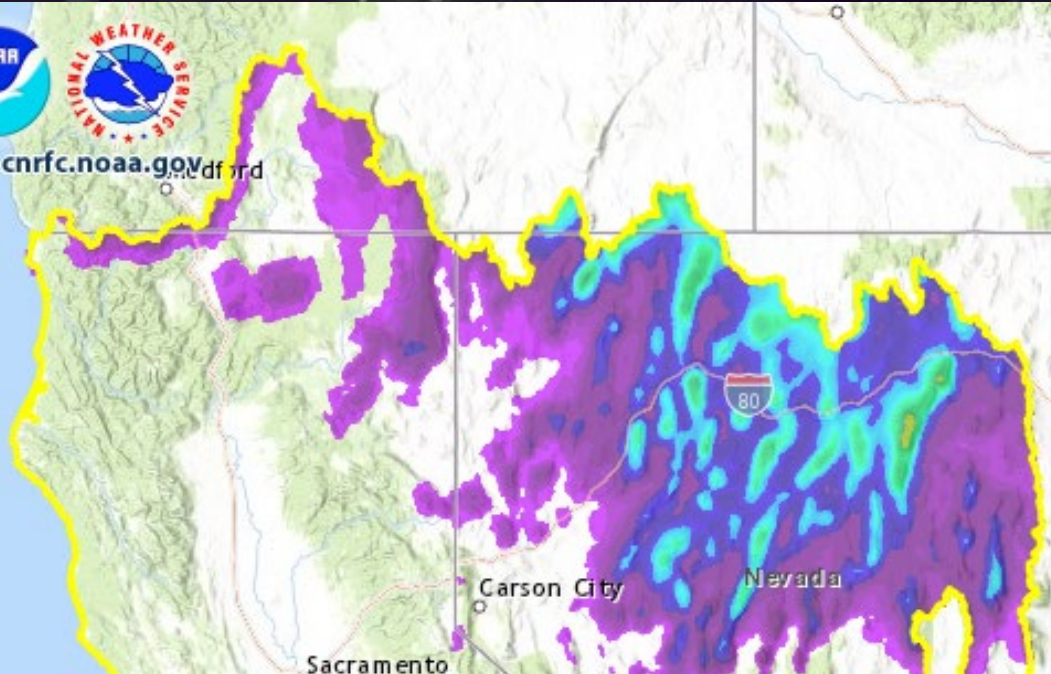 NATIONAL WEATHER SERVICE
cnrfc.noaa.gov
80
Carson City
Nevada
Sacramento